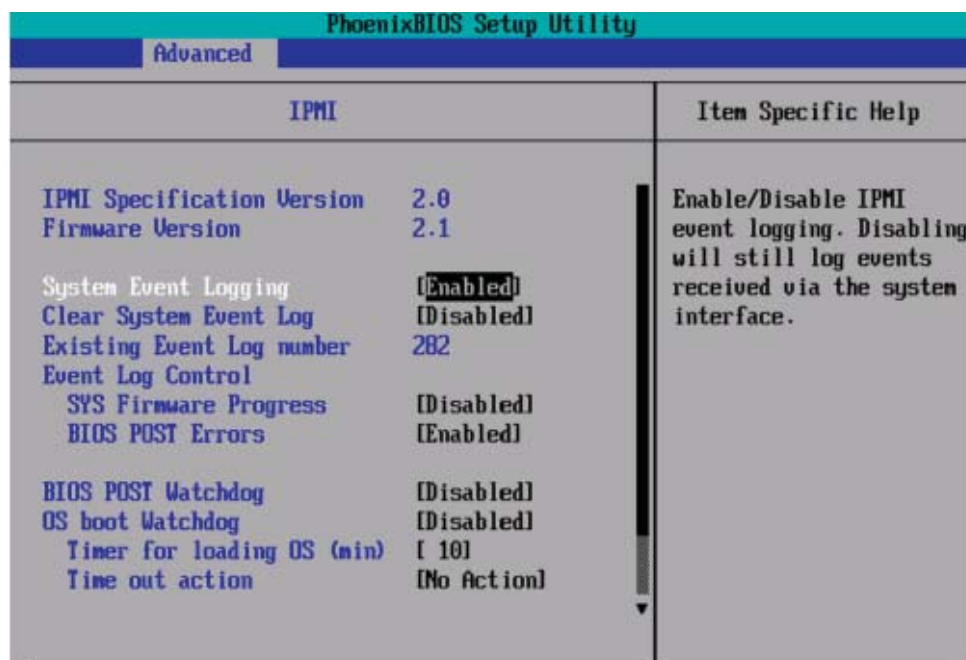 PhoenixBIOS Setup Utility
Advanced
IPMI
Item Specific Help
IPMI Specification Version 2.0
Firmware Version 2.1
System Event Logging [Enabled]
Clear System Event Log [Disabled]
Existing Event Log number 282
Event Log Control
SYS Firmware Progress [Disabled]
BIOS POST Errors [Enabled]
BIOS POST Watchdog [Disabled]
OS boot Watchdog [Disabled]
Timer for loading OS (min) [ 10]
Time out action [No Action]
Enable/Disable IPMI
event logging. Disabling
will still log events
received via the system
interface.